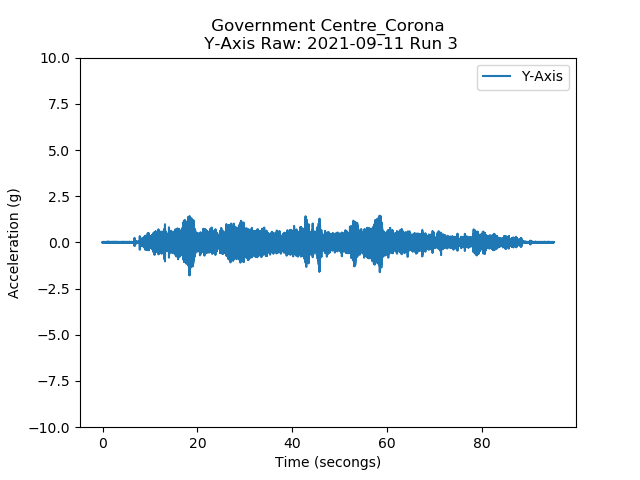 Government Centre_Corona
Y-Axis Raw: 2021-09-11 Run 3
Y-Axis
10.0
7.5
5.0
2.5
0.0
−2.5
−5.0
−7.5
−10.0
Acceleration (g)
0 20 40 60 80
Time (secongs)